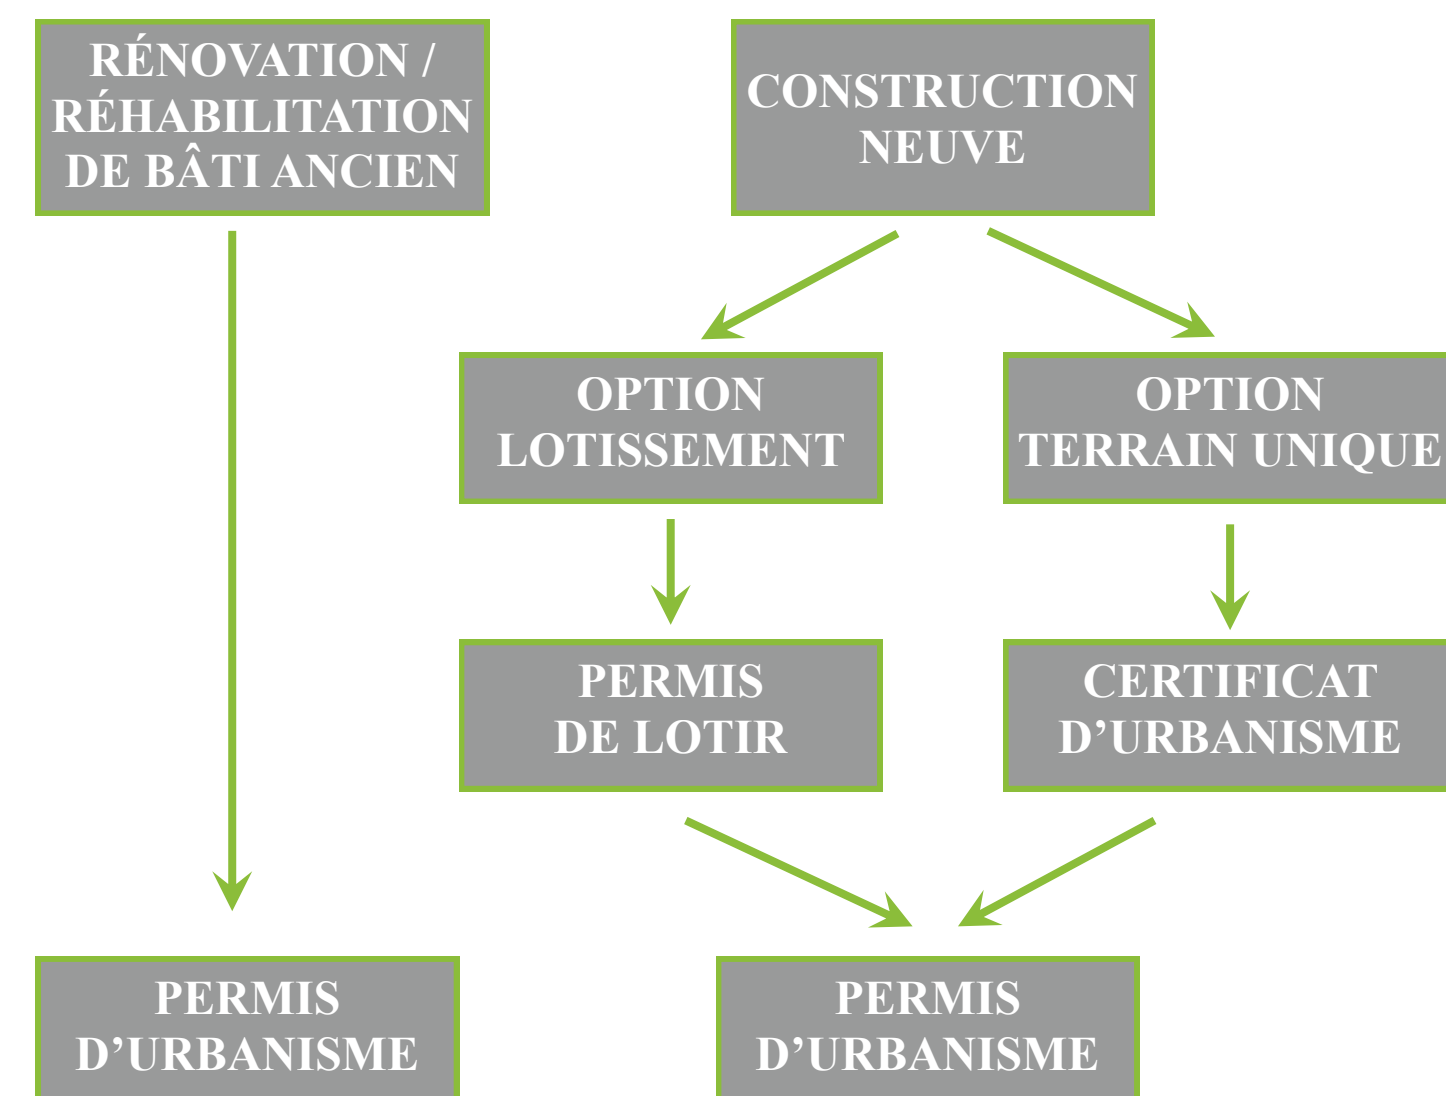 RÉNOVATION /
RÉHABILITATION
DE BÂTI ANCIEN
CONSTRUCTION
NEUVE
OPTION
LOTISSEMENT
OPTION
TERRAIN UNIQUE
PERMIS
DE LOTIR
CERTIFICAT
D’URBANISME
PERMIS
D’URBANISME
PERMIS
D’URBANISME